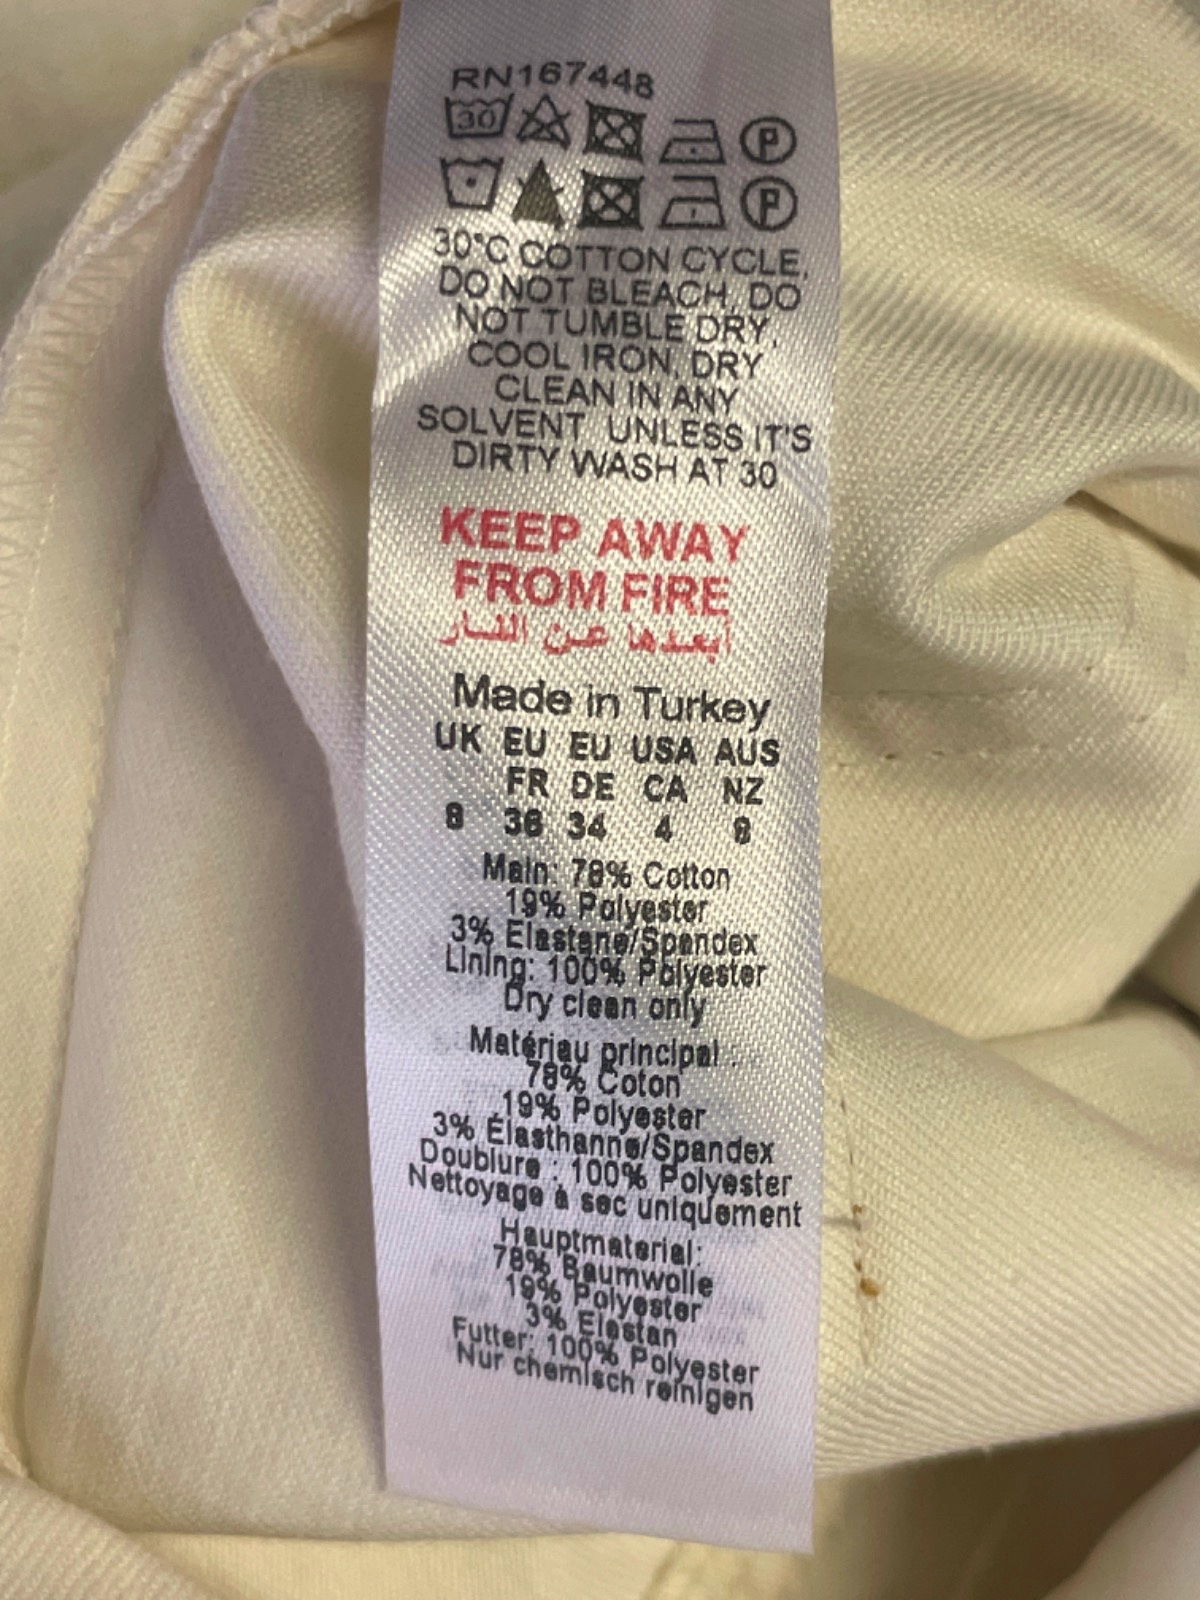 RN167448
30
P
P
30°C COTTON CYCLE,
DO NOT BLEACH, DO
NOT TUMBLE DRY,
COOL IRON, DRY
CLEAN IN ANY
SOLVENT, UNLESS IT'S
DIRTY WASH AT 30
KEEP AWAY
FROM FIRE
أبعدها عن النار
Made in Turkey
UK EU EU USA AUS
FR DE CA NZ
8 36 34 4 8
Main: 78% Cotton
19% Polyester
3% Elastane/Spandex
Lining: 100% Polyester
Dry clean only
Matériau principal :
78% Coton
19% Polyester
3% Élasthanne/Spandex
Doublure : 100% Polyester
Nettoyage à sec uniquement
Hauptmaterial:
78% Baumwolle
19% Polyester
3% Elastan
Futter: 100% Polyester
Nur chemisch reinigen